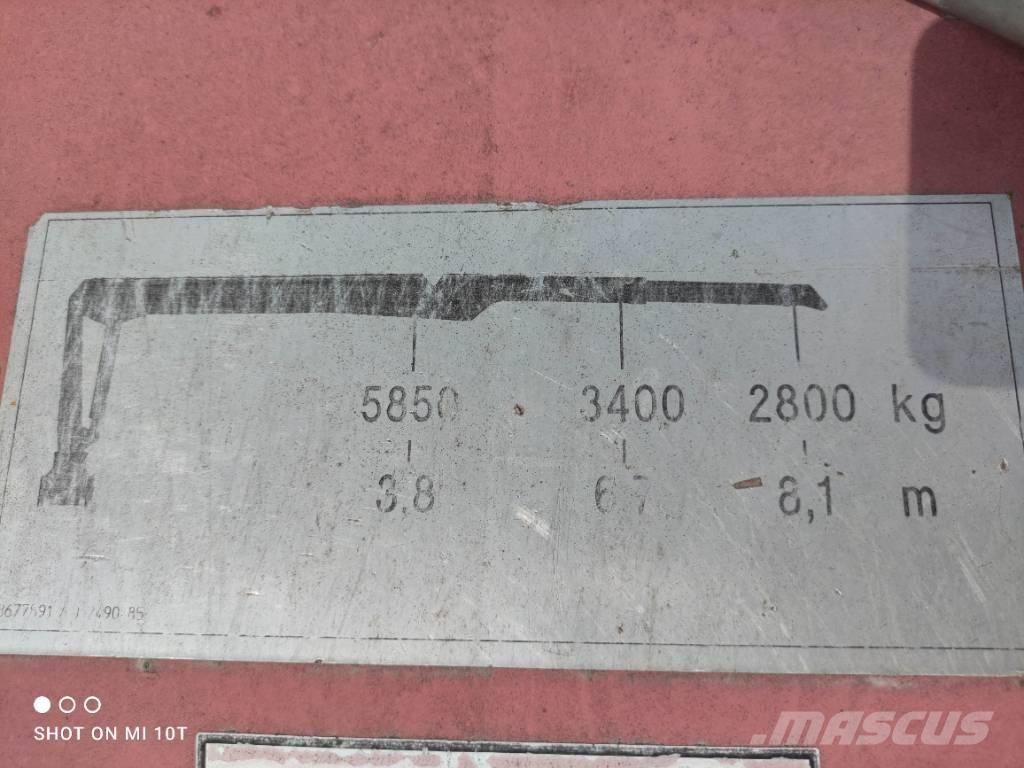 5850 3400 2800 kg
3,8 6,7 8,1 m
SHOT ON MI 10T
MASCUS